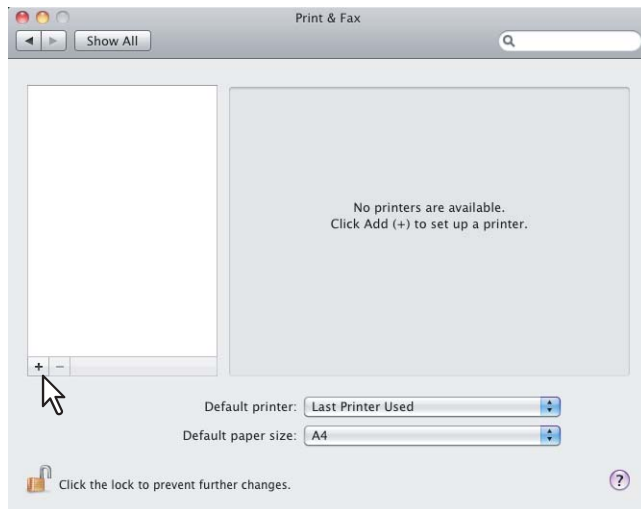 Print & Fax
Show All
No printers are available.
Click Add (+) to set up a printer.
+ −
Default printer: Last Printer Used
Default paper size: A4
Click the lock to prevent further changes.
?